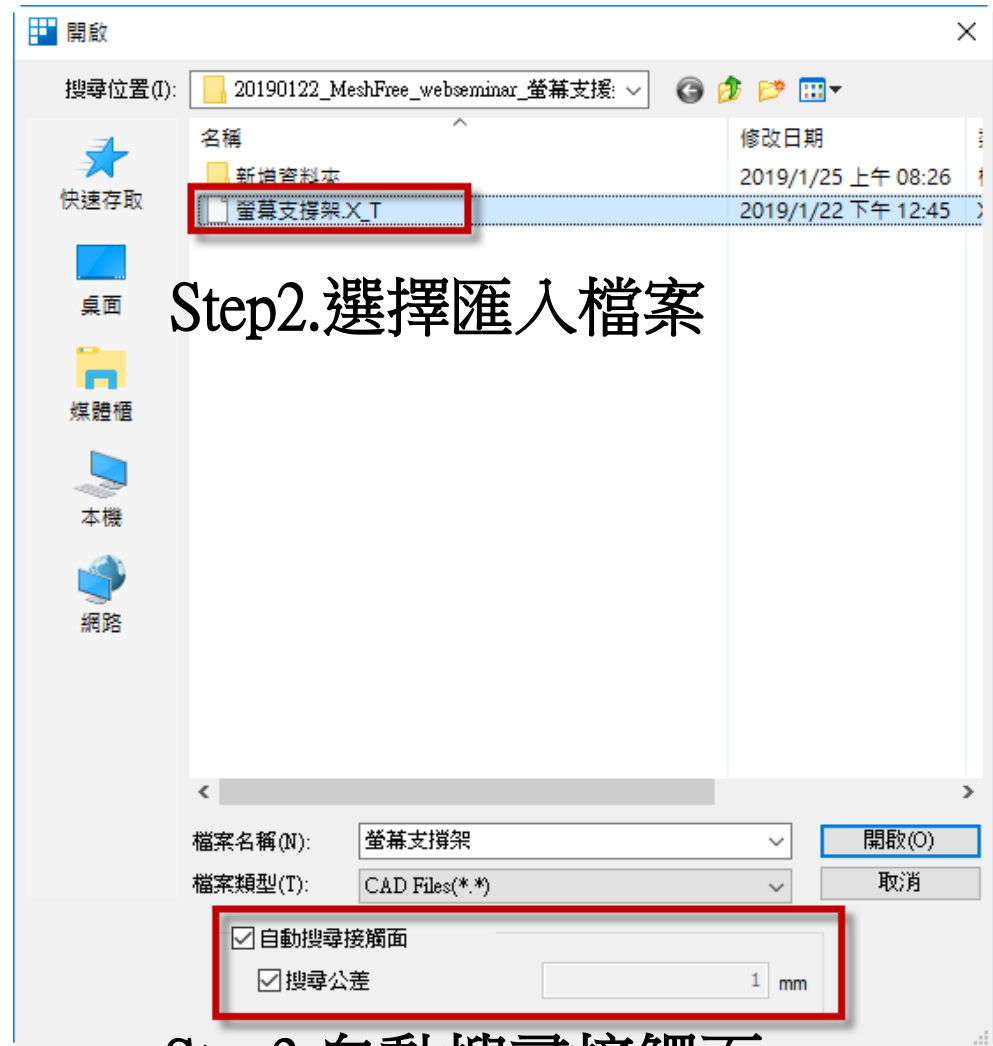 開啟
搜尋位置(I): 20190122_MeshFree_webseminar_螢幕支援
名稱 修改日期
新增資料夾 2019/1/25 上午 08:26
螢幕支撐架.X_T 2019/1/22 下午 12:45
快速存取
Step2.選擇匯入檔案
桌面
媒體櫃
本機
網路
檔案名稱(N): 螢幕支撐架 開啟(O)
檔案類型(T): CAD Files(*.*) 取消
自動搜尋接觸面
搜尋公差 1 mm